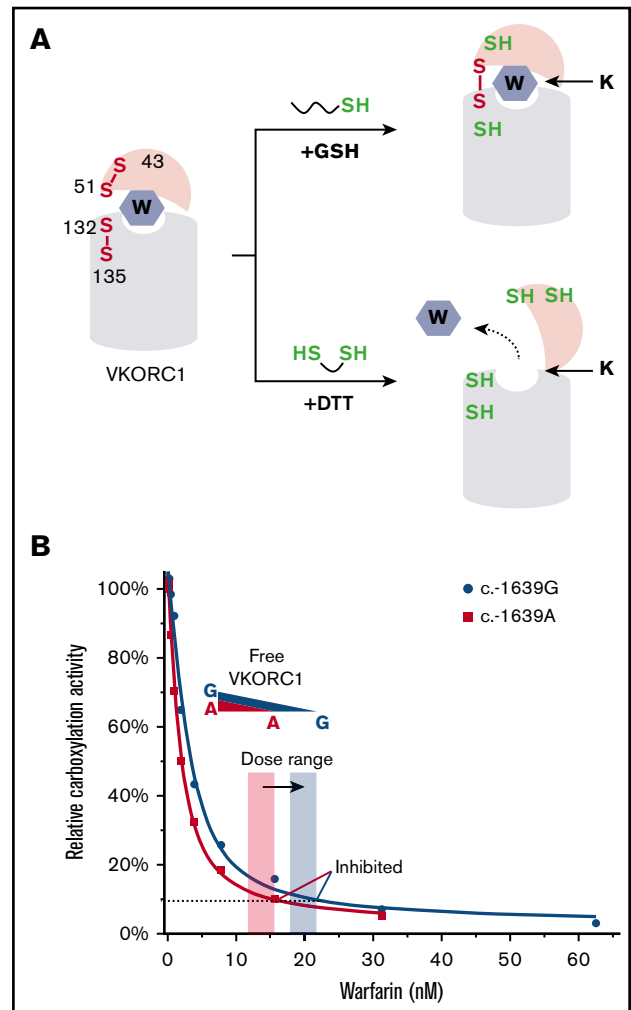 A
SH
S
S
W
K
SH
SH
+GSH
S
43
51
S
W
132
S
S
135
VKORC1
SH SH
W
HS SH
K
SH
+DTT
SH
B
100%
80%
60%
40%
20%
0%
Relative carboxylation activity
c.-1639G
c.-1639A
Free
VKORC1
G
A
A
G
Dose range
Inhibited
0 10 20 30 40 50 60
Warfarin (nM)